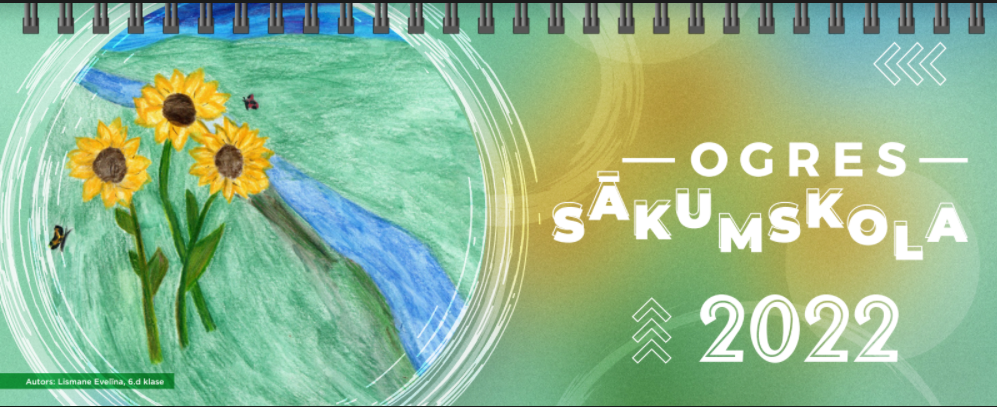 OGRES
SĀKUMSKOLA
2022
Autors: Lismane Evelīna, 6.d klase